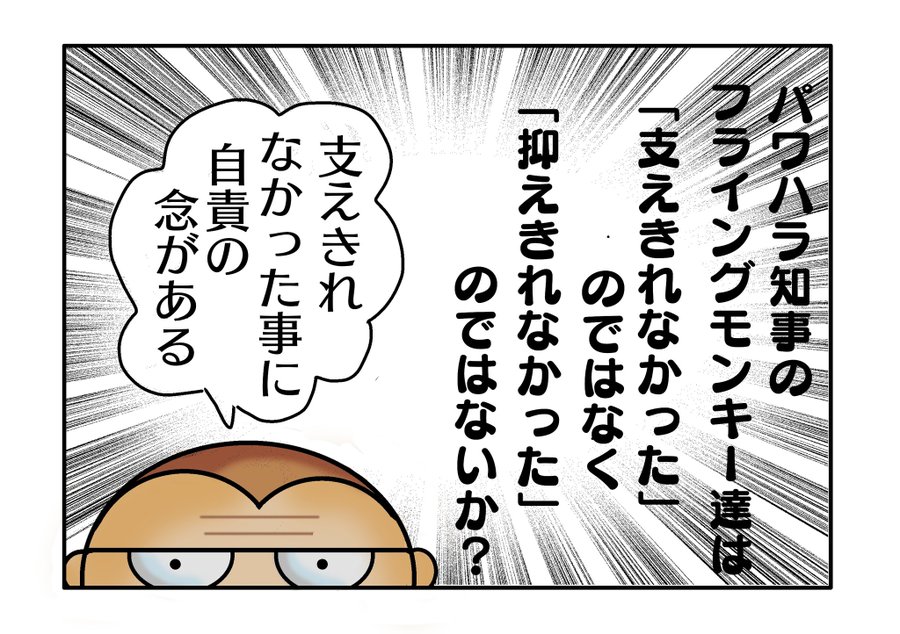 パワハラ知事の
フライングモンキー達は
「支えきれなかった」
のではなく
「抑えきれなかった」
のではないか？
支えきれ
なかった事に
自責の
念がある